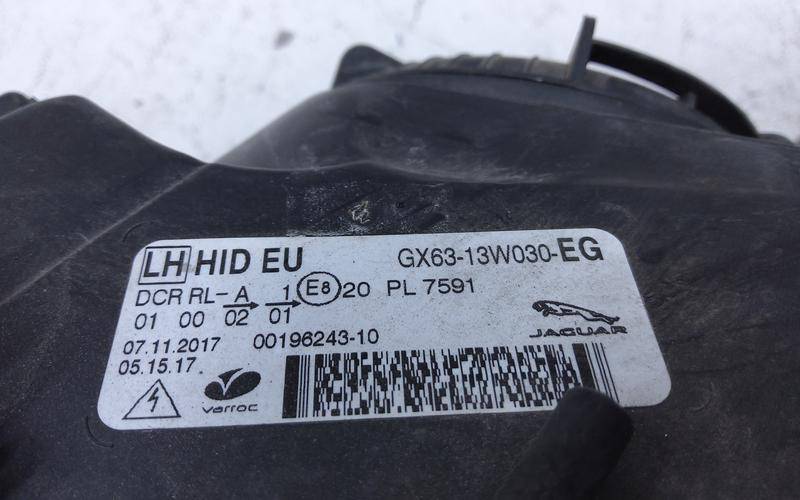 LH HID EU GX63-13W030-EG
DCR RL-A 1 E8 20 PL 7591
01 00 02 01
JAGUAR
07.11.2017 00196243-10
05.15.17
varroc